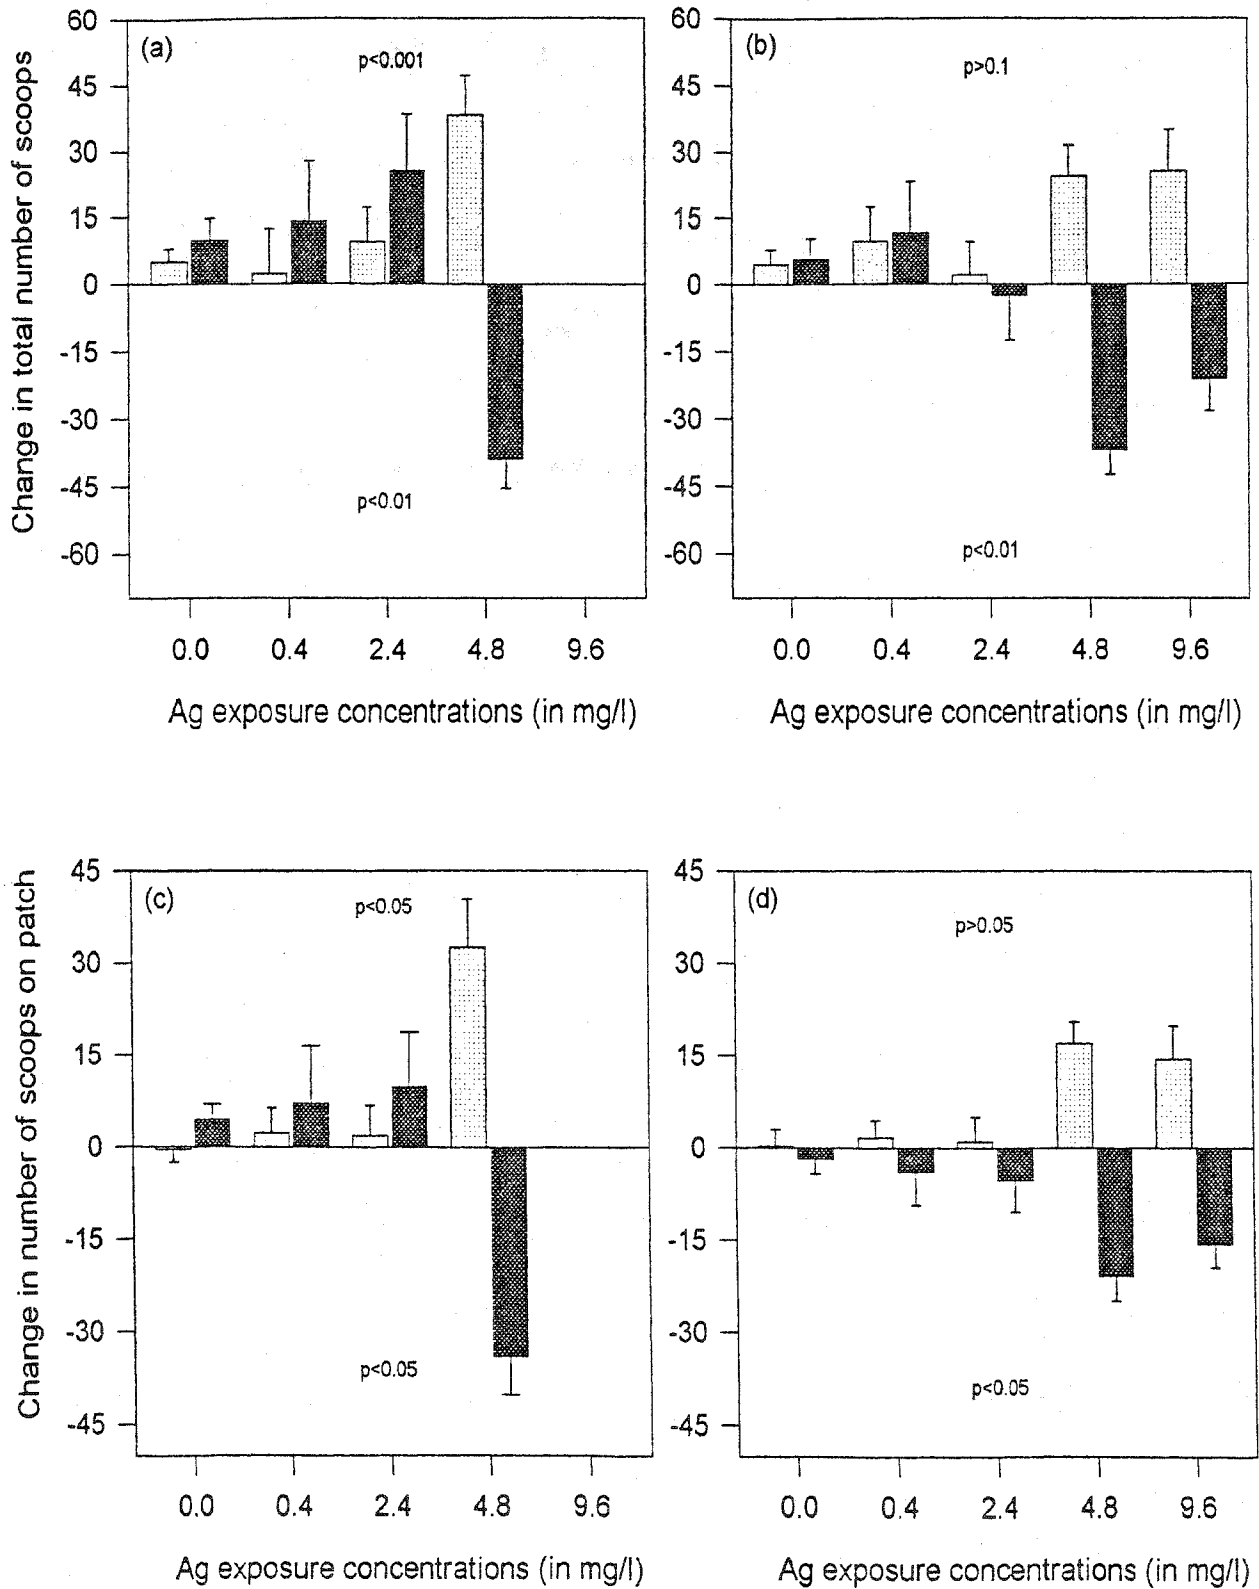 (a)
p<0.001
60
45
30
15
0
-15
-30
-45
-60
p<0.01
Change in total number of scoops
0.0 0.4 2.4 4.8 9.6
Ag exposure concentrations (in mg/l)
(b)
p>0.1
60
45
30
15
0
-15
-30
-45
-60
p<0.01
0.0 0.4 2.4 4.8 9.6
Ag exposure concentrations (in mg/l)
(c)
p<0.05
45
30
15
0
-15
-30
-45
p<0.05
Change in number of scoops on patch
0.0 0.4 2.4 4.8 9.6
Ag exposure concentrations (in mg/l)
(d)
p>0.05
45
30
15
0
-15
-30
-45
p<0.05
0.0 0.4 2.4 4.8 9.6
Ag exposure concentrations (in mg/l)